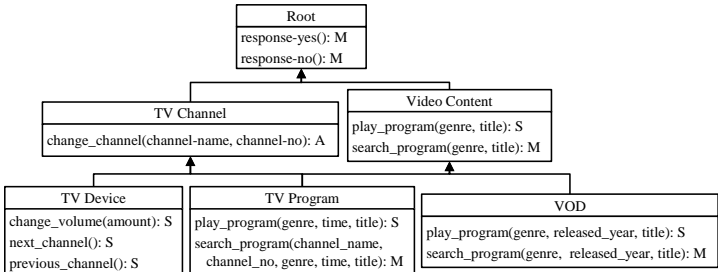 Root
response-yes(): M
response-no(): M
TV Channel
change_channel(channel-name, channel-no): A
Video Content
play_program(genre, title): S
search_program(genre, title): M
TV Device
change_volume(amount): S
next_channel(): S
previous_channel(): S
TV Program
play_program(genre, time, title): S
search_program(channel_name,
channel_no, genre, time, title): M
VOD
play_program(genre, released_year, title): S
search_program(genre, released_year, title): M